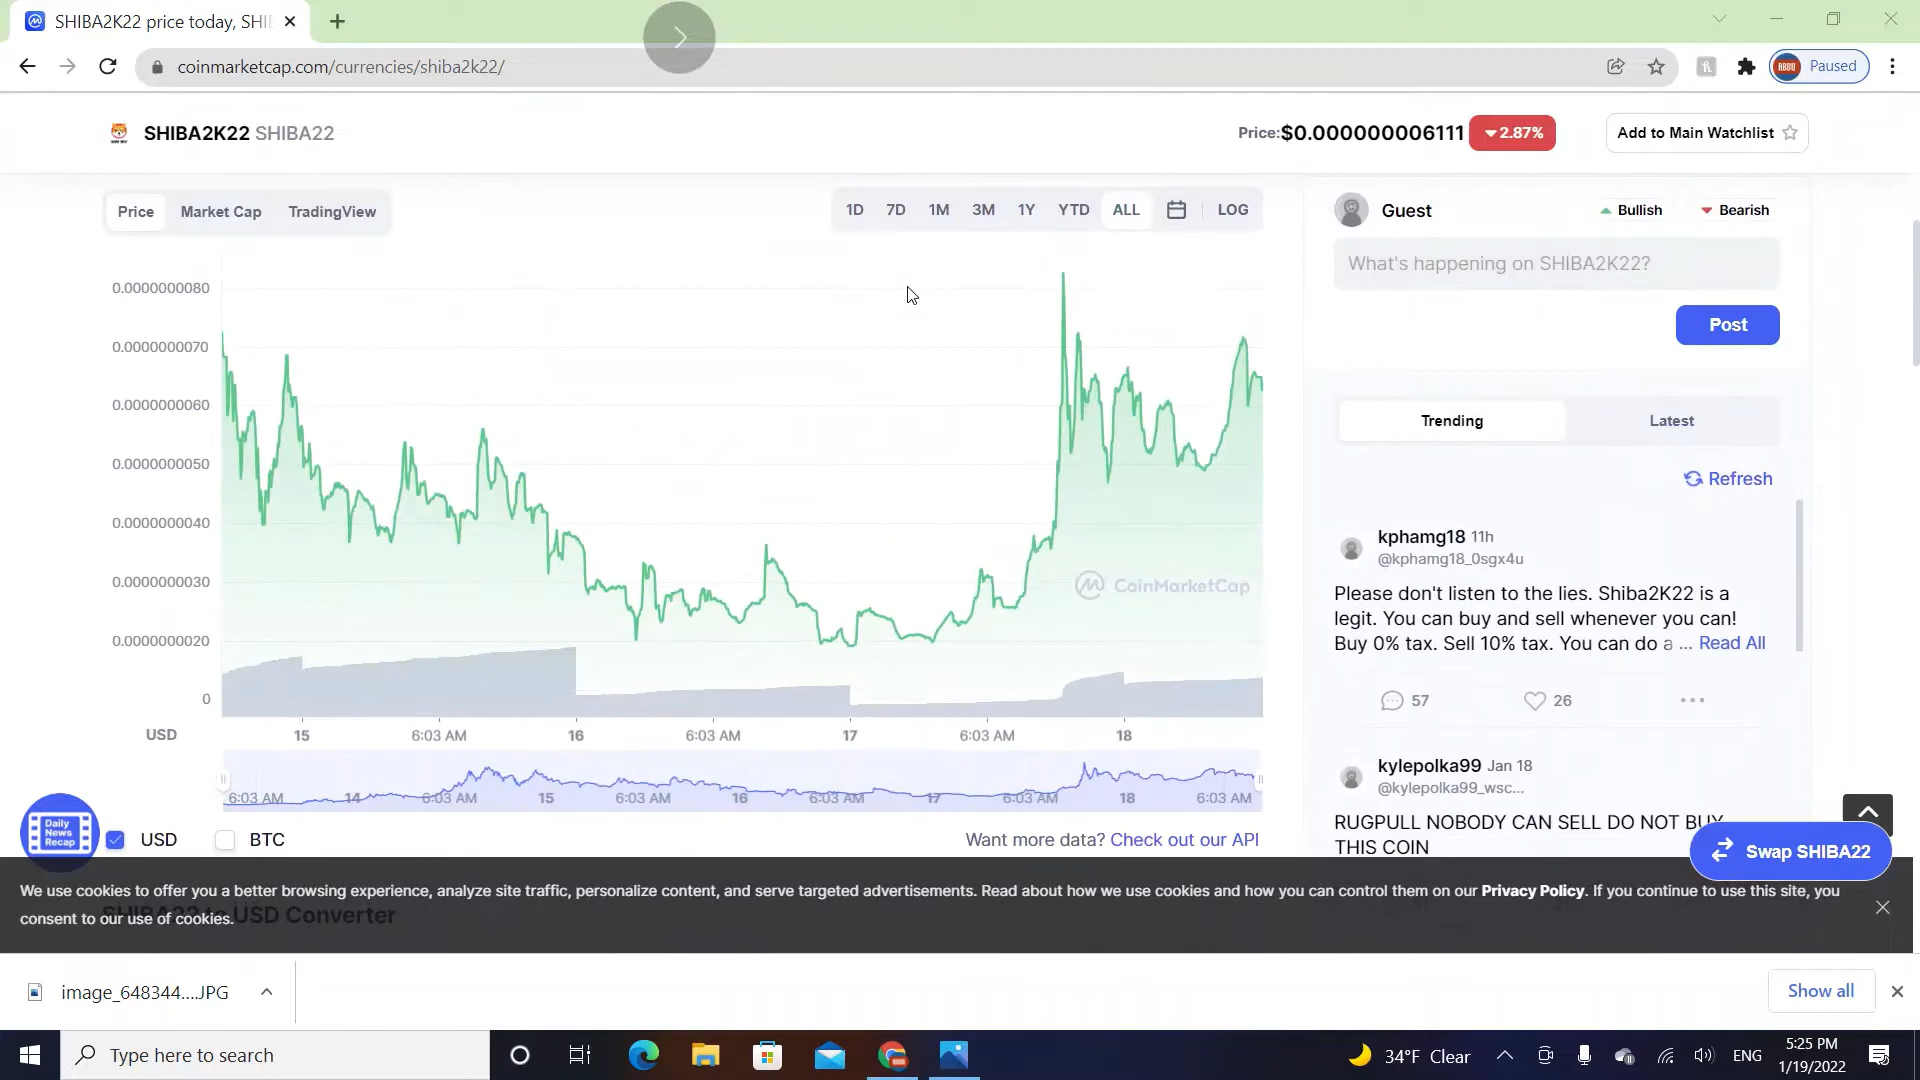 SHIBA2K22 price today, SHIB
coinmarketcap.com/currencies/shiba2k22/
ABDU Paused
SHIBA2K22 SHIBA22
Price:$0.000000006111 2.87%
Add to Main Watchlist
Price Market Cap TradingView
1D 7D 1M 3M 1Y YTD ALL LOG
0.0000000080
0.0000000070
0.0000000060
0.0000000050
0.0000000040
0.0000000030
0.0000000020
0
CoinMarketCap
USD 15 6:03 AM 16 6:03 AM 17 6:03 AM 18
6:03 AM 14 6:03 AM 15 6:03 AM 16 6:03 AM 17 6:03 AM 18 6:03 AM
Daily
News
Recap
USD BTC
Want more data? Check out our API
Guest Bullish Bearish
What's happening on SHIBA2K22?
Post
Trending Latest
Refresh
kphamg18 11h
@kphamg18_0sgx4u
Please don't listen to the lies. Shiba2K22 is a
legit. You can buy and sell whenever you can!
Buy 0% tax. Sell 10% tax. You can do a ... Read All
57 26
kylepolka99 Jan 18
@kylepolka99_wsc...
RUGPULL NOBODY CAN SELL DO NOT BUY
THIS COIN
Swap SHIBA22
We use cookies to offer you a better browsing experience, analyze site traffic, personalize content, and serve targeted advertisements. Read about how we use cookies and how you can control them on our Privacy Policy. If you continue to use this site, you
consent to our use of cookies.
SHIBA22 to USD Converter
image_648344....JPG
Show all
Type here to search
34°F Clear
ENG
5:25 PM
1/19/2022